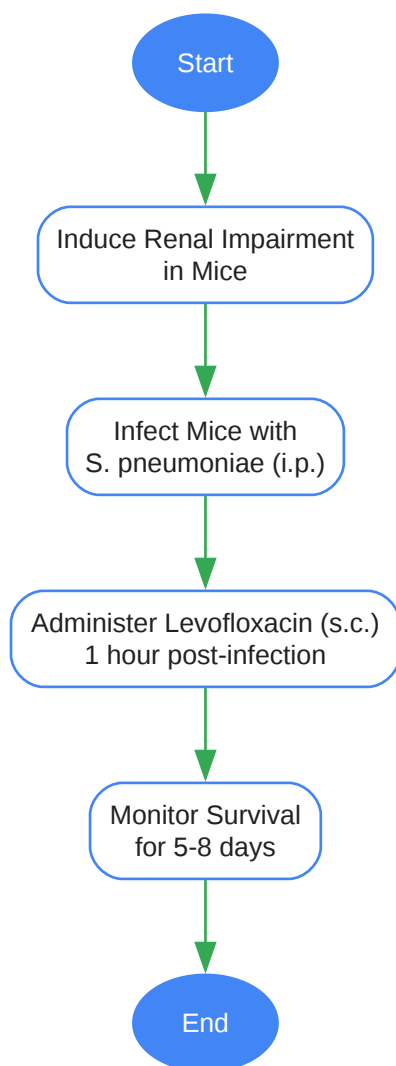 Start
Induce Renal Impairment
in Mice
Infect Mice with
S. pneumoniae (i.p.)
Administer Levofloxacin (s.c.)
1 hour post-infection
Monitor Survival
for 5-8 days
End